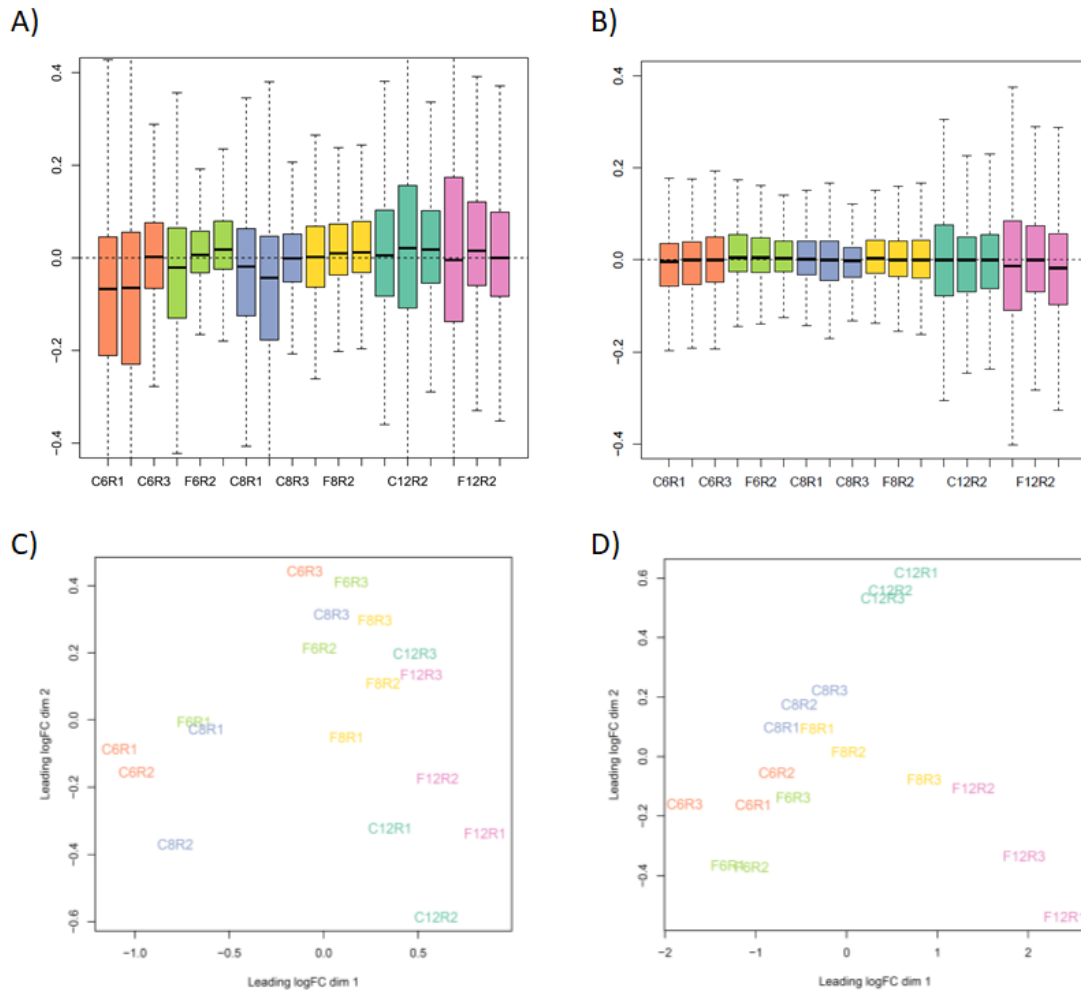 A)
B)
0.4
0.2
0.0
−0.2
−0.4
C6R1 C6R3 F6R2 C8R1 C8R3 F8R2 C12R2 F12R2
0.4
0.2
0.0
−0.2
−0.4
C6R1 C6R3 F6R2 C8R1 C8R3 F8R2 C12R2 F12R2
C)
D)
Leading logFC dim 2
0.4
0.2
0.0
−0.2
−0.4
−0.6
C6R3
F6R3
C8R3
F8R3
F6R2
C12R3
F12R3
F8R2
F6R1
C8R1
F8R1
C6R1
C6R2
F12R2
C12R1
F12R1
C8R2
C12R2
−1.0 −0.5 0.0 0.5
Leading logFC dim 1
Leading logFC dim 2
0.6
0.4
0.2
0.0
−0.2
−0.4
C12R1
C12R2
C12R3
C8R3
C8R2
C8R1
F8R1
F8R2
C6R2
F8R3
F12R2
F6R3
C6R3
C6R1
F12R3
F6R1
F6R2
F12R1
−2 −1 0 1 2
Leading logFC dim 1